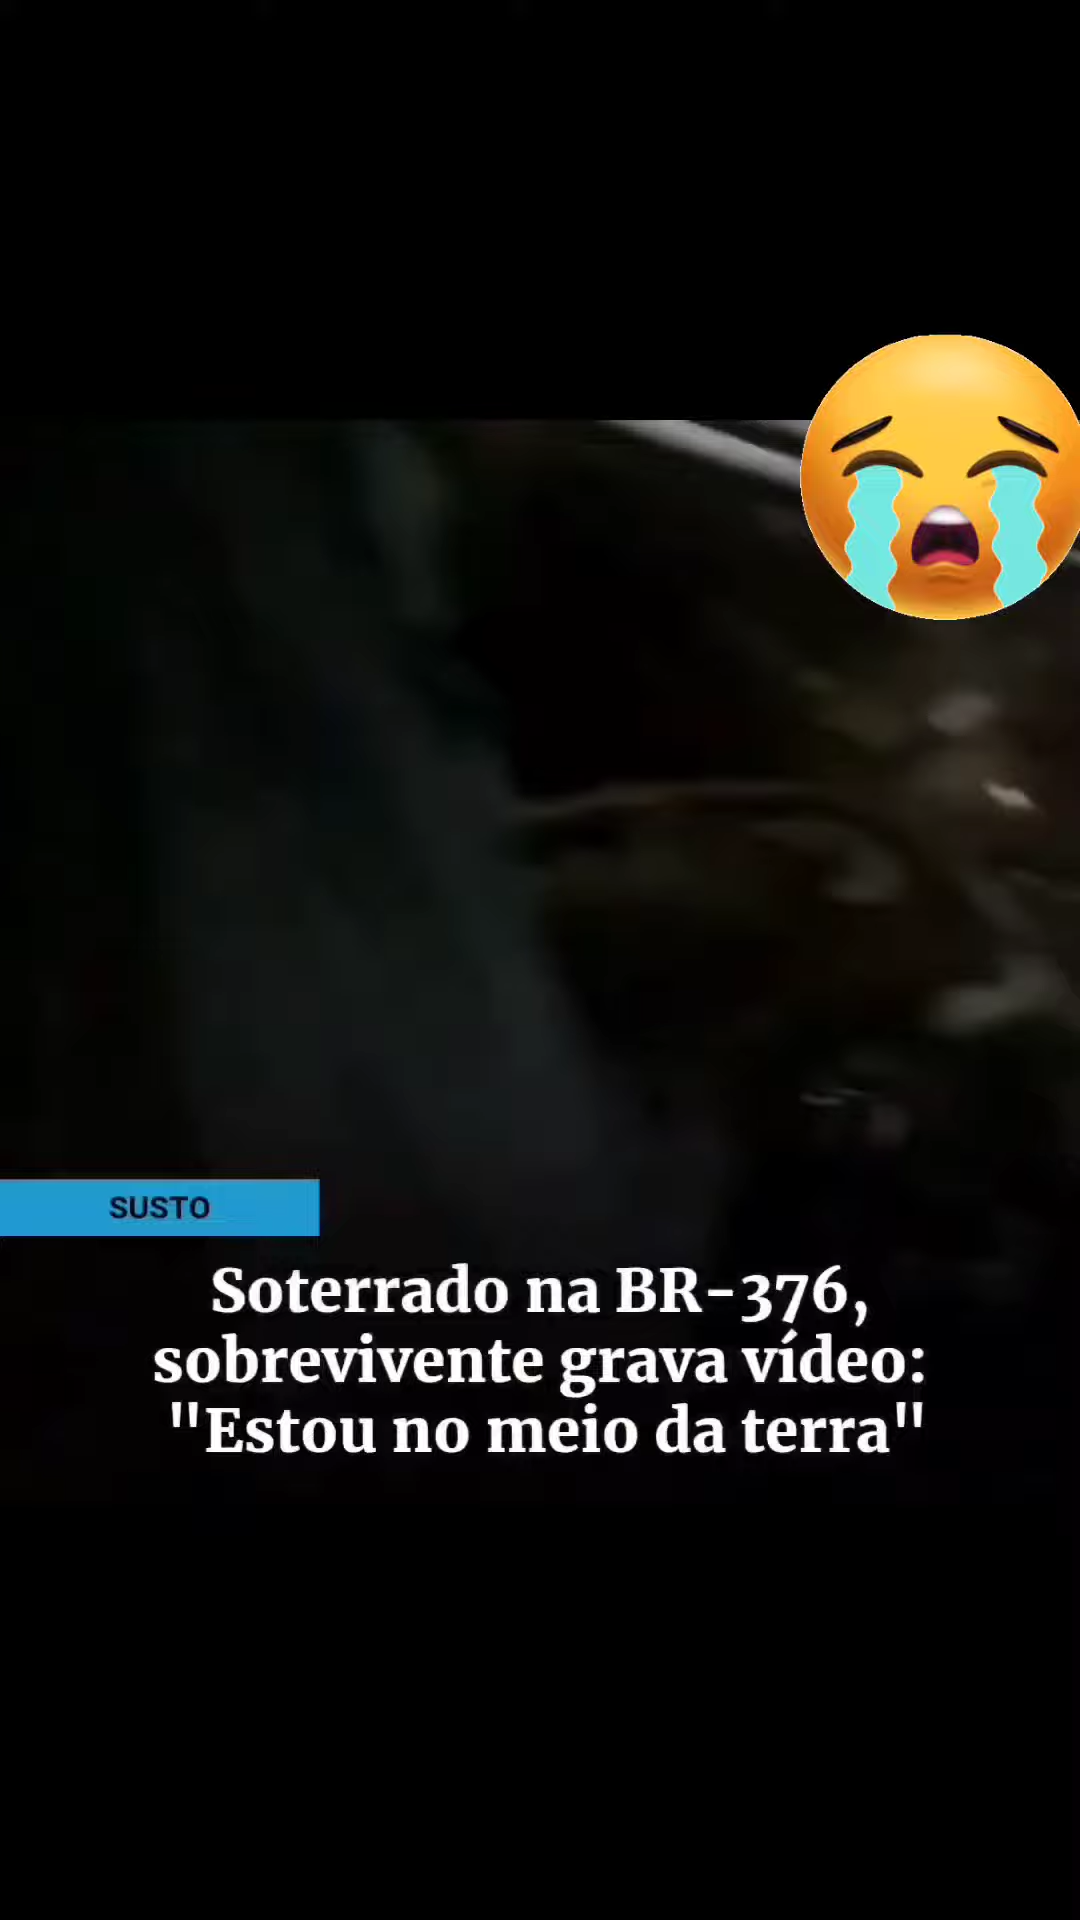 SUSTO
Soterrado na BR-376,
sobrevivente grava vídeo:
"Estou no meio da terra"